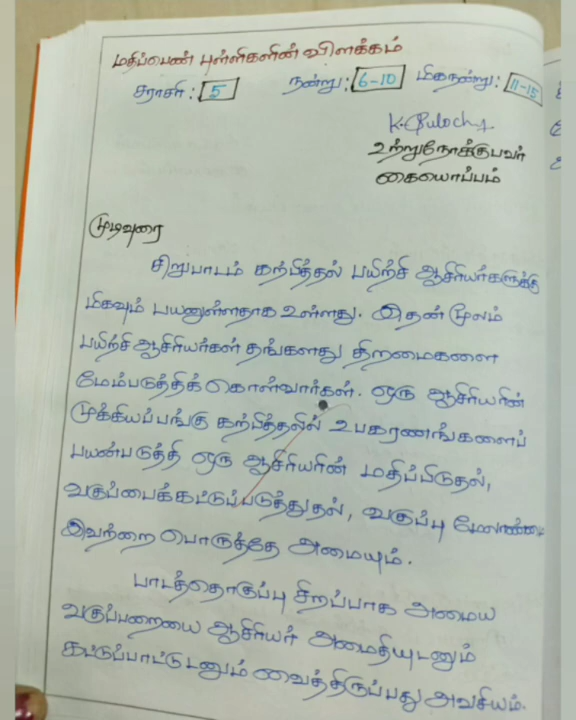 மதிப்பெண் புள்ளிகளின் விளக்கம்
சராசரி : 5 நன்று : 6-10 மிகநன்று : 11-15
உற்றுநோக்குபவர்
கையொப்பம்
முடிவுரை
சிறுபாடம் கற்பித்தல் பயிற்சி ஆசிரியர்களுக்கு
மிகவும் பயனுள்ளதாக உள்ளது. இதன் மூலம்
பயிற்சி ஆசிரியர்கள் தங்களது திறமைகளை
மேம்படுத்திக் கொள்வார்கள். ஒரு ஆசிரியரின்
முக்கியப்பங்கு கற்பித்தலில் உபகரணங்களைப்
பயன்படுத்தி ஒரு ஆசிரியரின் மதிப்பிடுதல்,
வகுப்பைக்கட்டுப்படுத்துதல், வகுப்பு மேலாண்மை
இவற்றை பொருத்தே அமையும்.
பாடத்தொகுப்பு சிறப்பாக அமைய
வகுப்பறையை ஆசிரியர் அமைதியுடனும்
கட்டுப்பாட்டுடனும் வைத்திருப்பது அவசியம்.